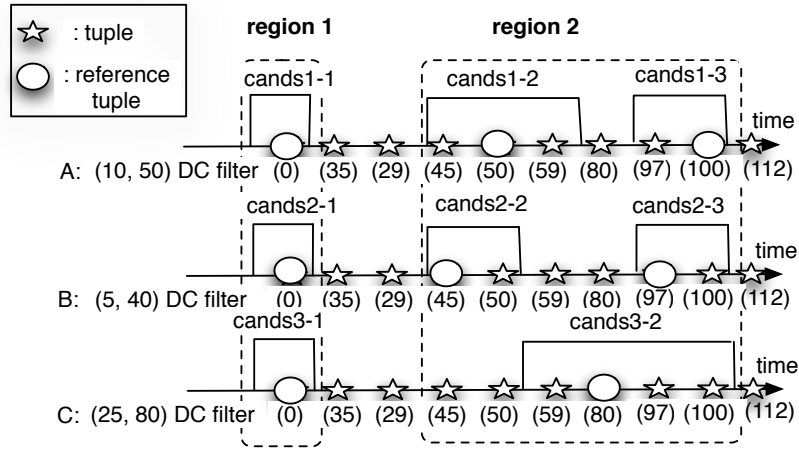 region 1 region 2
: tuple
: reference
tuple
cands1-1 cands1-2 cands1-3
time
A: (10, 50) DC filter (0) (35) (29) (45) (50) (59) (80) (97) (100) (112)
cands2-1 cands2-2 cands2-3
time
B: (5, 40) DC filter (0) (35) (29) (45) (50) (59) (80) (97) (100) (112)
cands3-1 cands3-2
time
C: (25, 80) DC filter (0) (35) (29) (45) (50) (59) (80) (97) (100) (112)